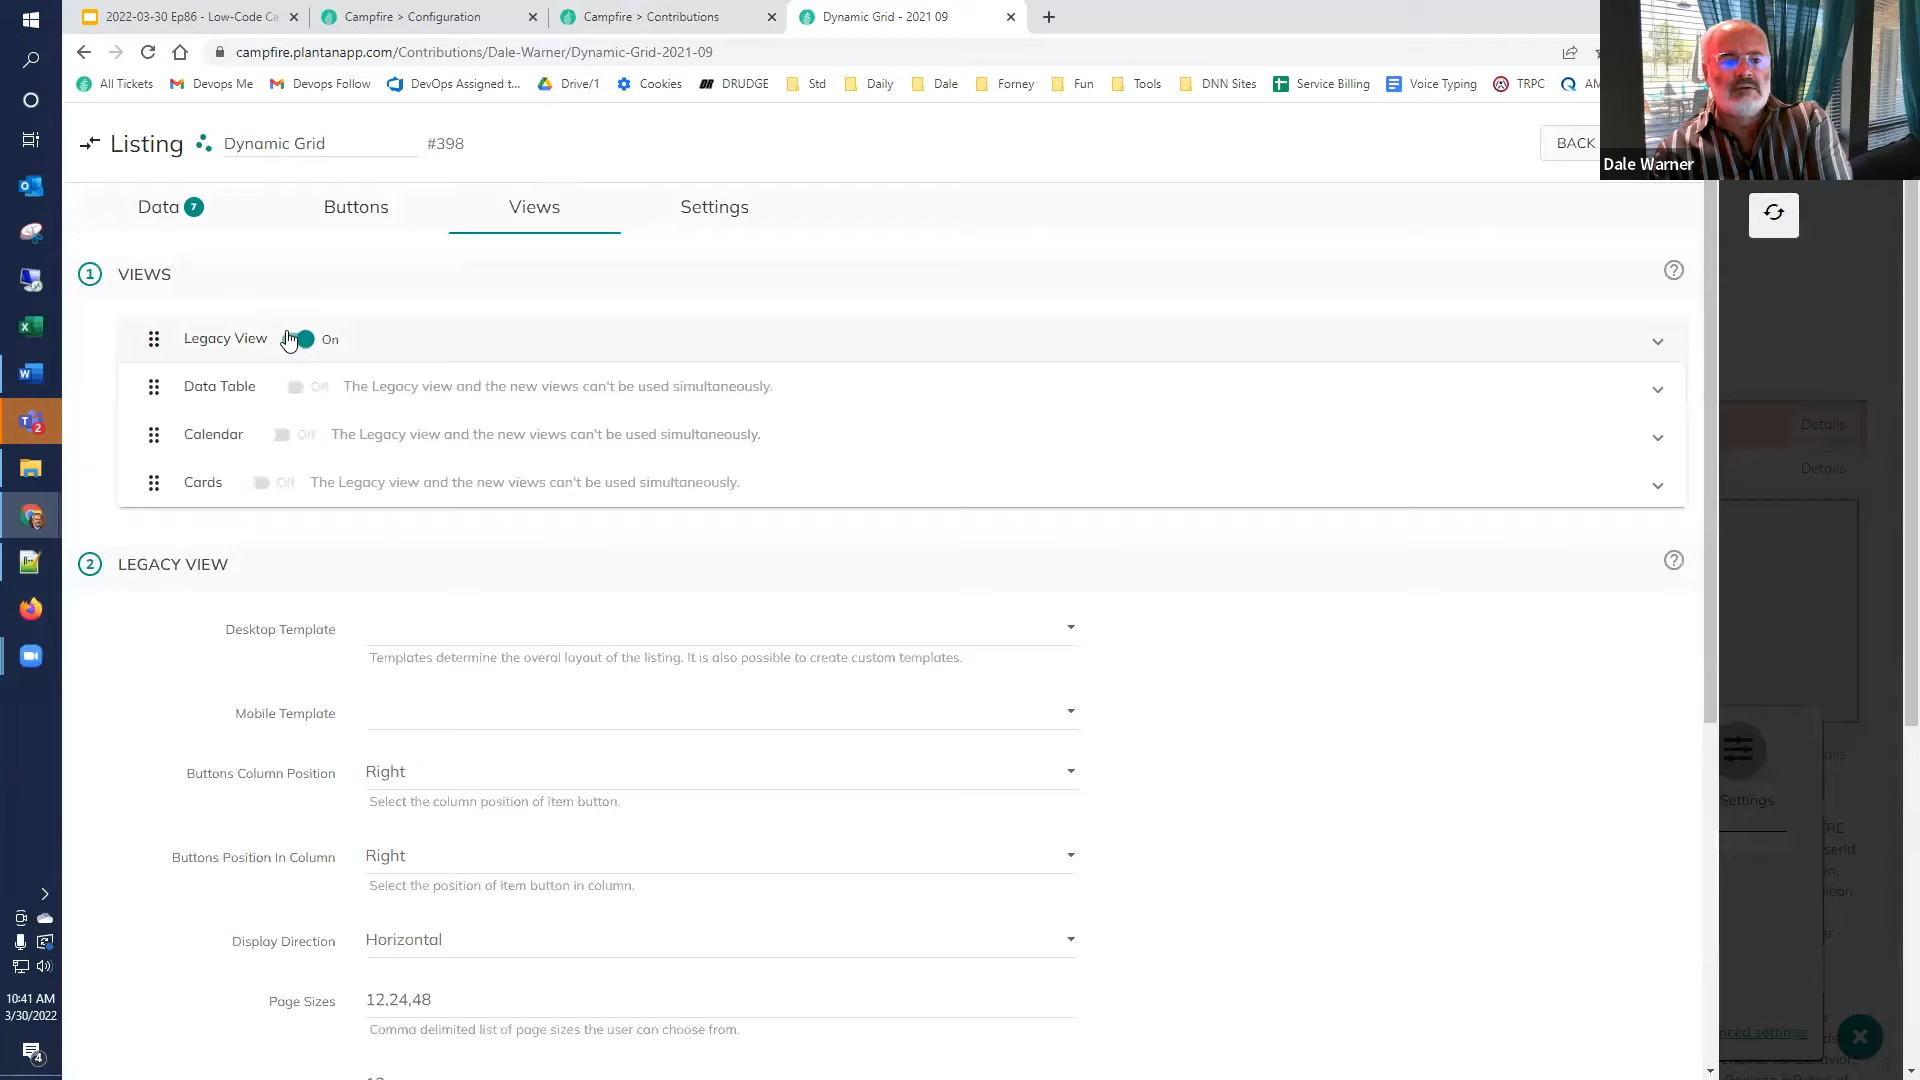 2022-03-30 Ep86 - Low-Code Ca
Campfire > Configuration
Campfire > Contributions
Dynamic Grid - 2021 09
campfire.plantanapp.com/Contributions/Dale-Warner/Dynamic-Grid-2021-09
All Tickets
Devops Me
Devops Follow
DevOps Assigned t...
Drive/1
Cookies
DRUDGE
Std
Daily
Dale
Forney
Fun
Tools
DNN Sites
Service Billing
Voice Typing
TRPC
Dale Warner
Listing
Dynamic Grid
#398
BACK
Data 7
Buttons
Views
Settings
1 VIEWS
Legacy View On
Data Table Off The Legacy view and the new views can't be used simultaneously.
Calendar Off The Legacy view and the new views can't be used simultaneously.
Cards Off The Legacy view and the new views can't be used simultaneously.
2 LEGACY VIEW
Desktop Template
Templates determine the overal layout of the listing. It is also possible to create custom templates.
Mobile Template
Buttons Column Position Right
Select the column position of item button.
Buttons Position In Column Right
Select the position of item button in column.
Display Direction Horizontal
Page Sizes 12,24,48
Comma delimited list of page sizes the user can choose from.
Details
Details
Settings
10:41 AM
3/30/2022
4